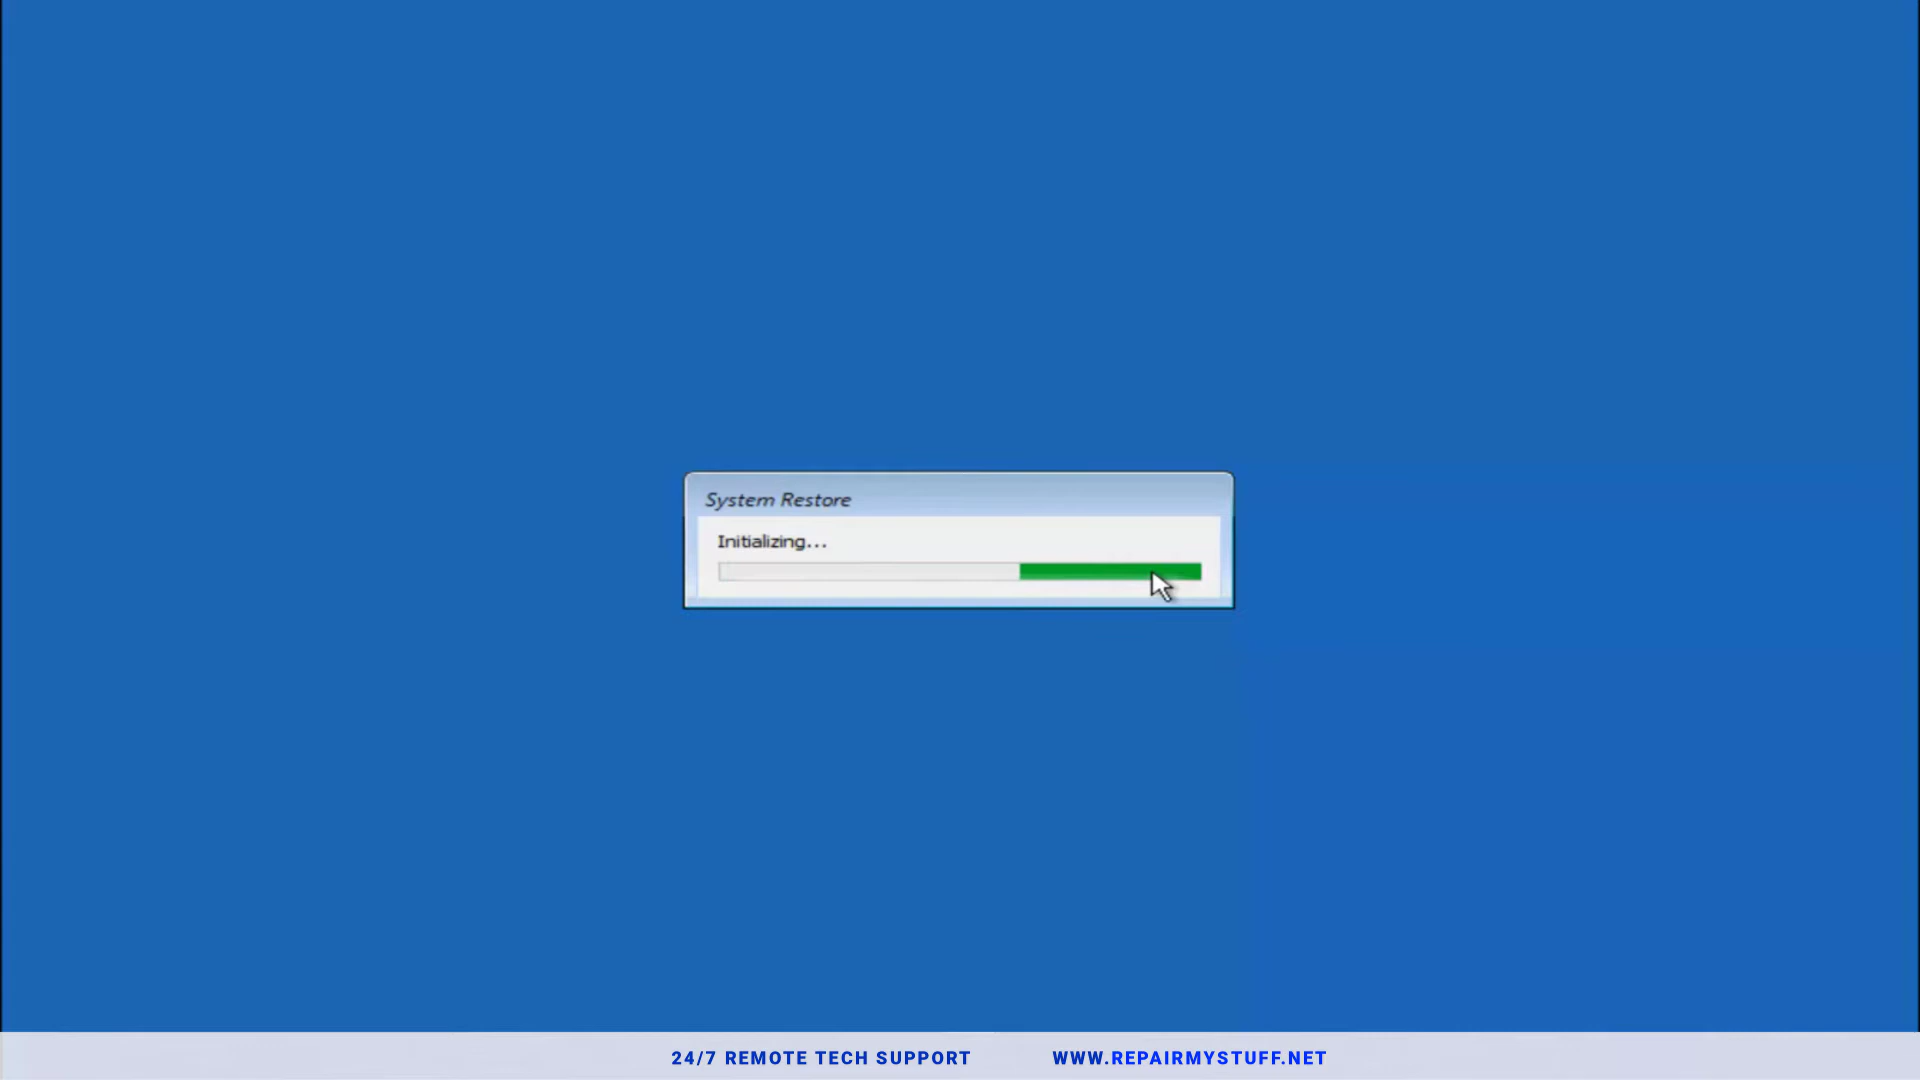 System Restore
Initializing...
24/7 REMOTE TECH SUPPORT
WWW.REPAIRMYSTUFF.NET